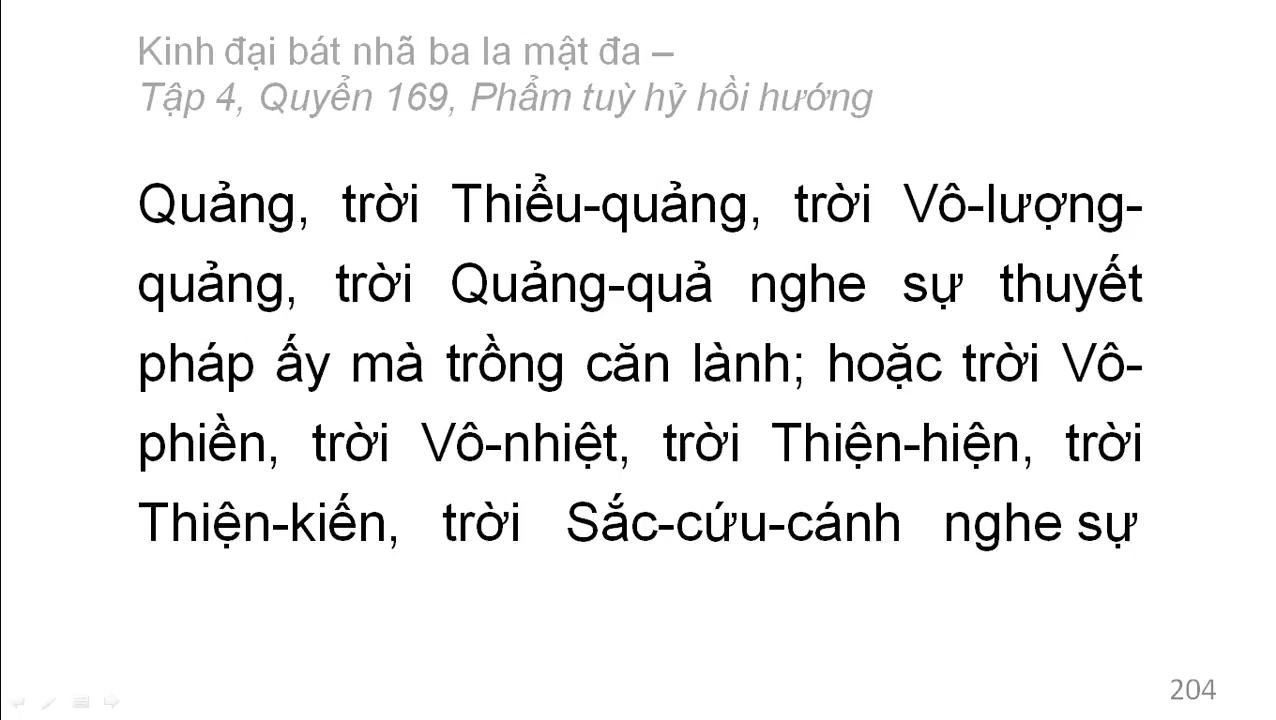 Kinh đại bát nhã ba la mật đa –
Tập 4, Quyển 169, Phẩm tuỳ hỷ hồi hướng
Quảng, trời Thiểu-quảng, trời Vô-lượng-
quảng, trời Quảng-quả nghe sự thuyết
pháp ấy mà trồng căn lành; hoặc trời Vô-
phiền, trời Vô-nhiệt, trời Thiện-hiện, trời
Thiện-kiến, trời Sắc-cứu-cánh nghe sự
204